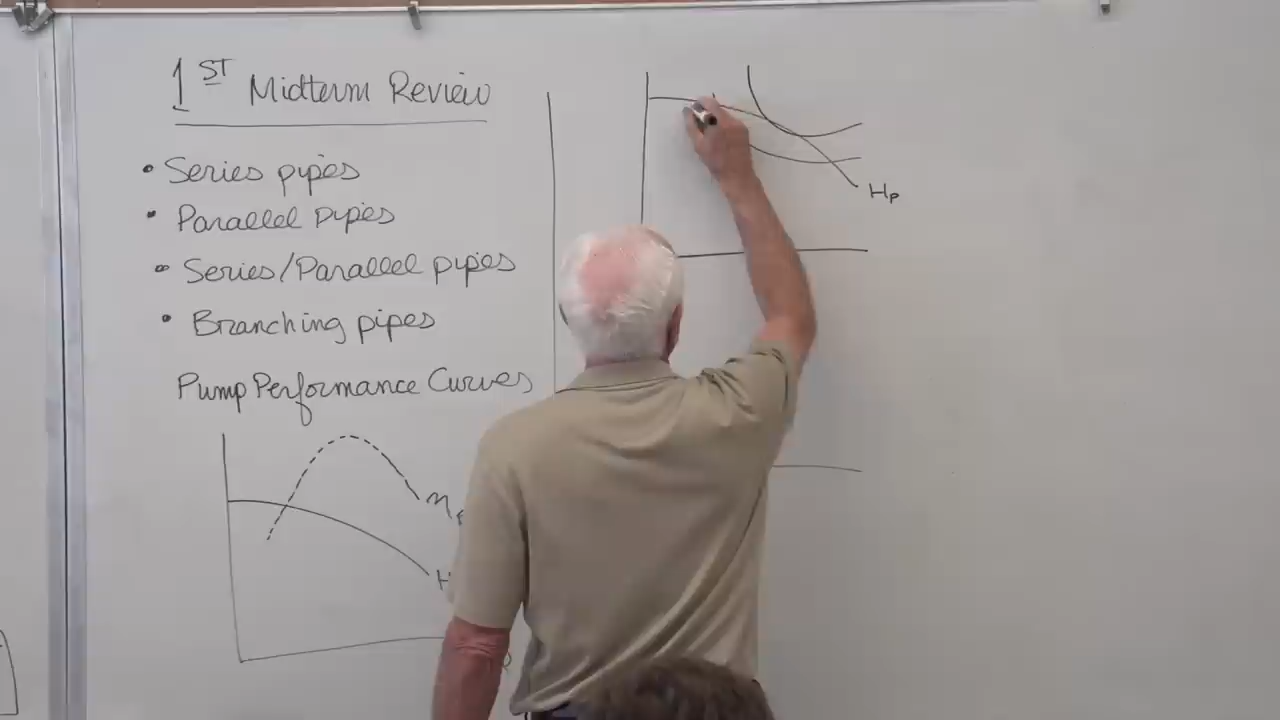 1ST Midterm Review
• Series pipes
• Parallel pipes
• Series/Parallel pipes
• Branching pipes
Pump Performance Curves
Hp
η
H